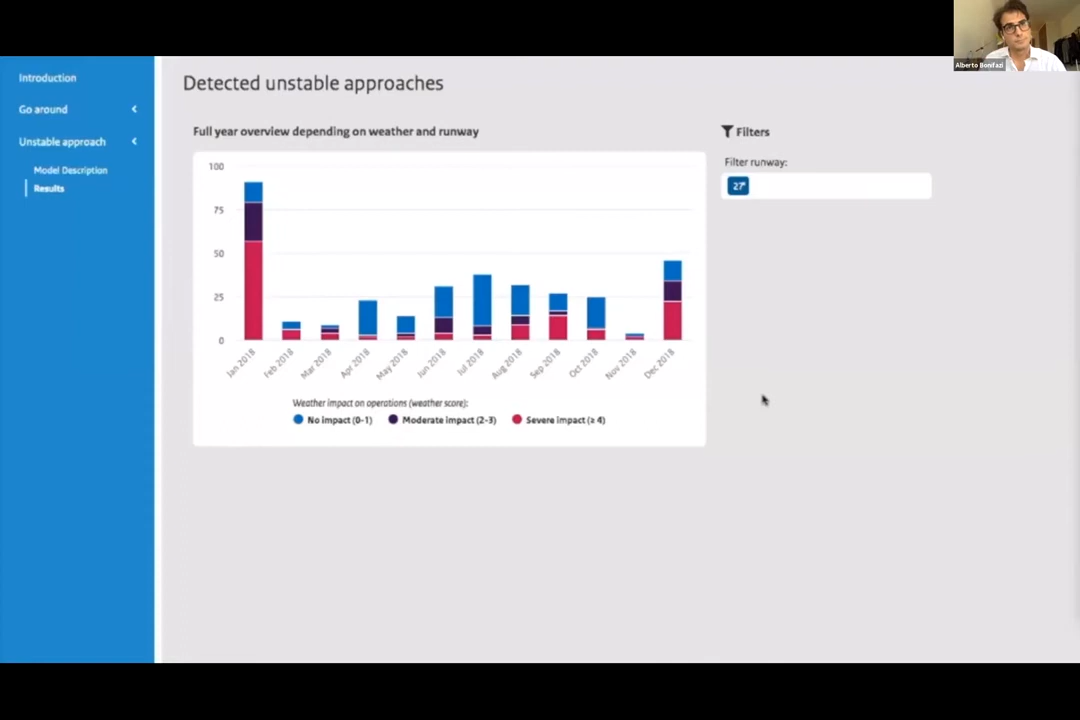 Alberto Bonifazi
Introduction
Go around
Unstable approach
Model Description
Results
Detected unstable approaches
Full year overview depending on weather and runway
100
75
50
25
0
Jan 2018
Feb 2018
Mar 2018
Apr 2018
May 2018
Jun 2018
Jul 2018
Aug 2018
Sep 2018
Oct 2018
Nov 2018
Dec 2018
Weather impact on operations (weather score):
No impact (0-1) Moderate impact (2-3) Severe impact (≥ 4)
Filters
Filter runway:
27